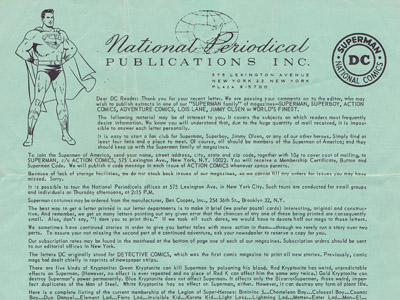 National Periodical
PUBLICATIONS INC.
575 LEXINGTON AVENUE
NEW YORK 22 NEW YORK
PLAZA 9-5700
SUPERMAN
DC
NATIONAL COMICS
Dear DC Reader: Thank you for your recent letter. We are passing your comments on to the editor, who may
wish to publish extracts in one of our "SUPERMAN family" of magazines—SUPERMAN, SUPERBOY, ACTION
COMICS, ADVENTURE COMICS, LOIS LANE, JIMMY OLSEN or WORLD'S FINEST.
The following material may be of interest to you. It covers the subjects on which readers most frequently
desire information. We know you will understand that, due to the huge quantity of mail received, it is impos-
sible to answer each letter personally.
It is easy to start a fan club for Superman, Superboy, Jimmy Olsen, or any of our other heroes. Simply find at
least four fans and a place to meet. Of course, all should be members of the Superman of America; and they
should keep up with the Superman family of magazines.
To join the Supermen of America, send your name, street address, city, state and zip code, together with 15¢ to cover cost of mailing, to
SUPERMAN, c/o ACTION COMICS, 575 Lexington Ave., New York, N.Y. 10022. You will receive a Membership Certificate, Button and
Superman Code. We will publish a code message in SUPERMAN and ACTION COMICS whenever space permits.
Because of lack of storage facilities, we do not stock back issues of our magazines, so we cannot fill any orders for issues you may have
missed. Sorry.
It is possible to tour the National Periodicals offices at 575 Lexington Ave. in New York City. Such tours are conducted for small groups
and individuals on Thursday afternoons, at 2:15 P.M.
Superman costumes may be ordered from the manufacturer, Ben Cooper, Inc., 254 36th St., Brooklyn 32, N.Y.
The best way to get a letter printed in our letter departments is to make it brief (we prefer postal cards) interesting, original and construc-
tive. And remember, we get so many letters pointing out any given error that the chances of any one of these being printed are consequently
small. Also, don't say, "I dare you to print this." If we took all such dares, we would have to devote half our mags to these letters.
We sometimes have continued stories in order to give you better tales with more action in them—though we rarely run a story over two
parts. To assure your not missing the second part of a continued adventure, ask your newsdealer to reserve a copy for you.
Our subscription rates may be found in the masthead at the bottom of page one of each of our magazines. Subscription orders should be sent
to our editorial offices in New York.
The letters DC originally stood for DETECTIVE COMICS, which was the first comic magazine to print all new stories. Previously, comic
mags had dealt chiefly in reprints of newspaper strips.
There are five kinds of Kryptonite: Green Kryptonite can kill Superman by poisoning his blood. Red Kryptonite has weird, unpredictable
effects on Superman. (However, no effect is ever repeated and no piece of Red K can affect him the same way twice.) Gold Kryptonite can
destroy Superman's power permanently. Blue Kryptonite does not affect Superman. It affects only the Bizarro creatures, those weird, imper-
fect duplicates of the Man of Steel. White Kryptonite has no effect on Superman, either. However, it can destroy any form of plant life.
Here is a complete listing of the current membership of the Legion of Super-Heroes: Brainiac 5... Chameleon Boy... Colossal Boy... Cosmic
Boy... Duo Damsel... Element Lad... Ferro Lad... Invisible Kid... Karate Kid... Light Lass... Lightning Lad... Matter-Eater Lad... Mon-El...